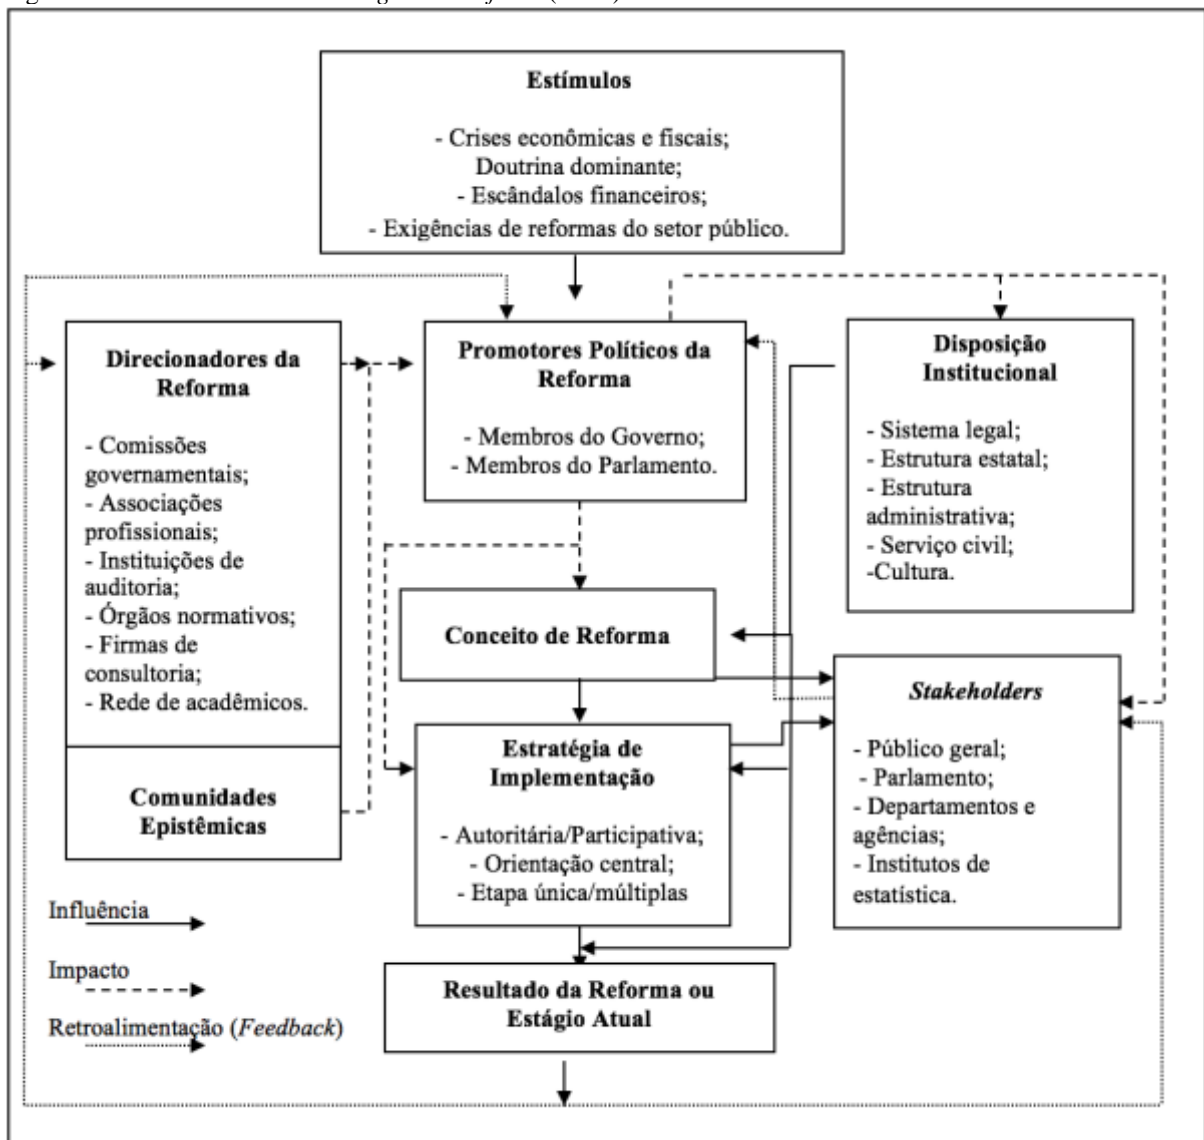 Estímulos
- Crises econômicas e fiscais;
Doutrina dominante;
- Escândalos financeiros;
- Exigências de reformas do setor público.
Direcionadores da
Reforma
- Comissões
governamentais;
- Associações
profissionais;
- Instituições de
auditoria;
- Órgãos normativos;
- Firmas de
consultoria;
- Rede de acadêmicos.
Comunidades
Epistêmicas
Promotores Políticos da
Reforma
- Membros do Governo;
- Membros do Parlamento.
Disposição
Institucional
- Sistema legal;
- Estrutura estatal;
- Estrutura
administrativa;
- Serviço civil;
-Cultura.
Conceito de Reforma
Stakeholders
- Público geral;
- Parlamento;
- Departamentos e
agências;
- Institutos de
estatística.
Estratégia de
Implementação
- Autoritária/Participativa;
- Orientação central;
- Etapa única/múltiplas
Resultado da Reforma ou
Estágio Atual
Influência
Impacto
Retroalimentação (Feedback)